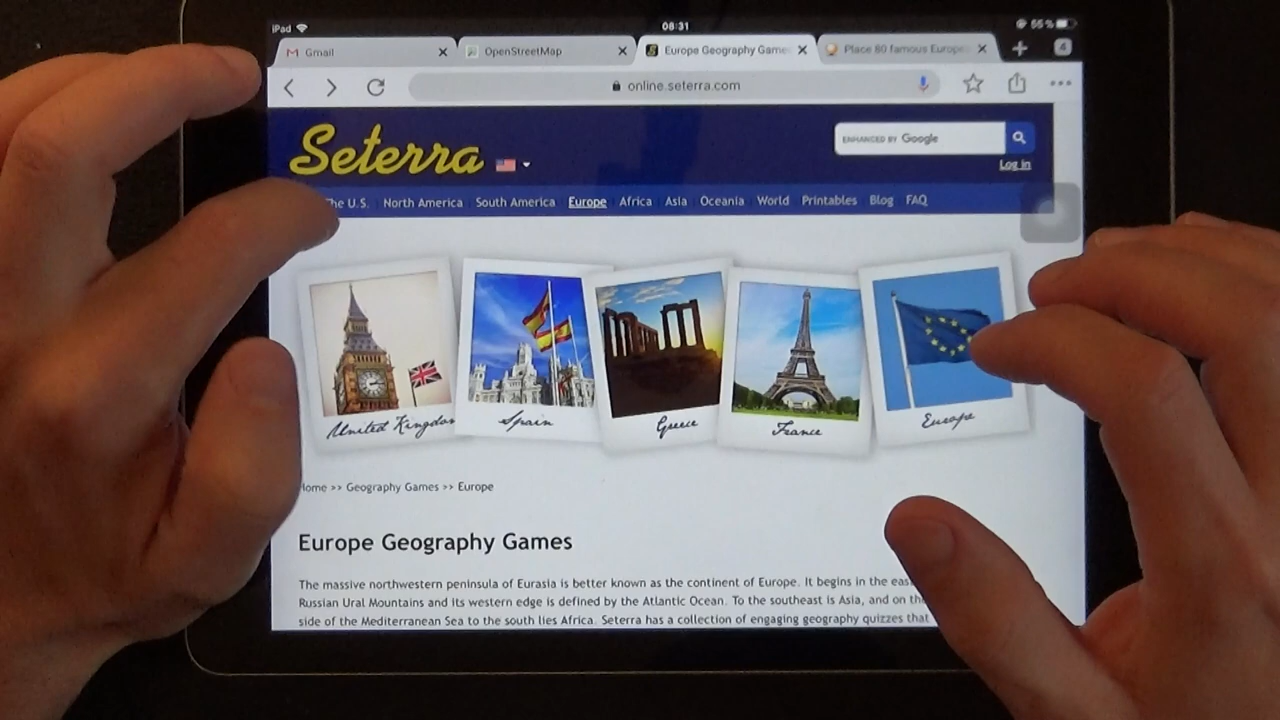 iPad 08:31 55%
Gmail OpenStreetMap Europe Geography Game Place 80 famous Europe 4
online.seterra.com
Seterra
ENHANCED BY Google
Log in
The U.S. North America South America Europe Africa Asia Oceania World Printables Blog FAQ
United Kingdom Spain Greece France Europe
Home >> Geography Games >> Europe
Europe Geography Games
The massive northwestern peninsula of Eurasia is better known as the continent of Europe. It begins in the eas
Russian Ural Mountains and its western edge is defined by the Atlantic Ocean. To the southeast is Asia, and on th
side of the Mediterranean Sea to the south lies Africa. Seterra has a collection of engaging geography quizzes that